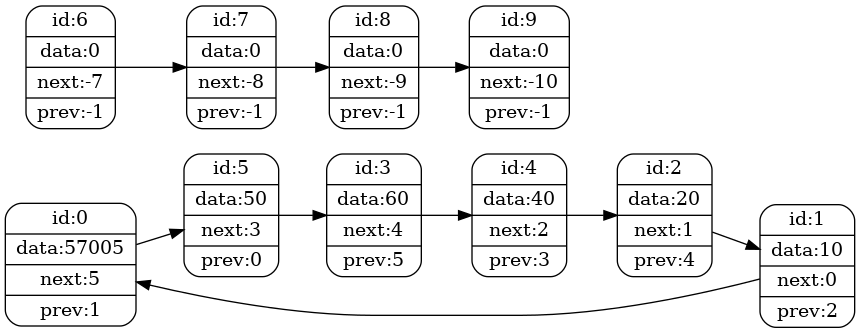 id:6
data:0
next:-7
prev:-1
id:7
data:0
next:-8
prev:-1
id:8
data:0
next:-9
prev:-1
id:9
data:0
next:-10
prev:-1
id:0
data:57005
next:5
prev:1
id:5
data:50
next:3
prev:0
id:3
data:60
next:4
prev:5
id:4
data:40
next:2
prev:3
id:2
data:20
next:1
prev:4
id:1
data:10
next:0
prev:2